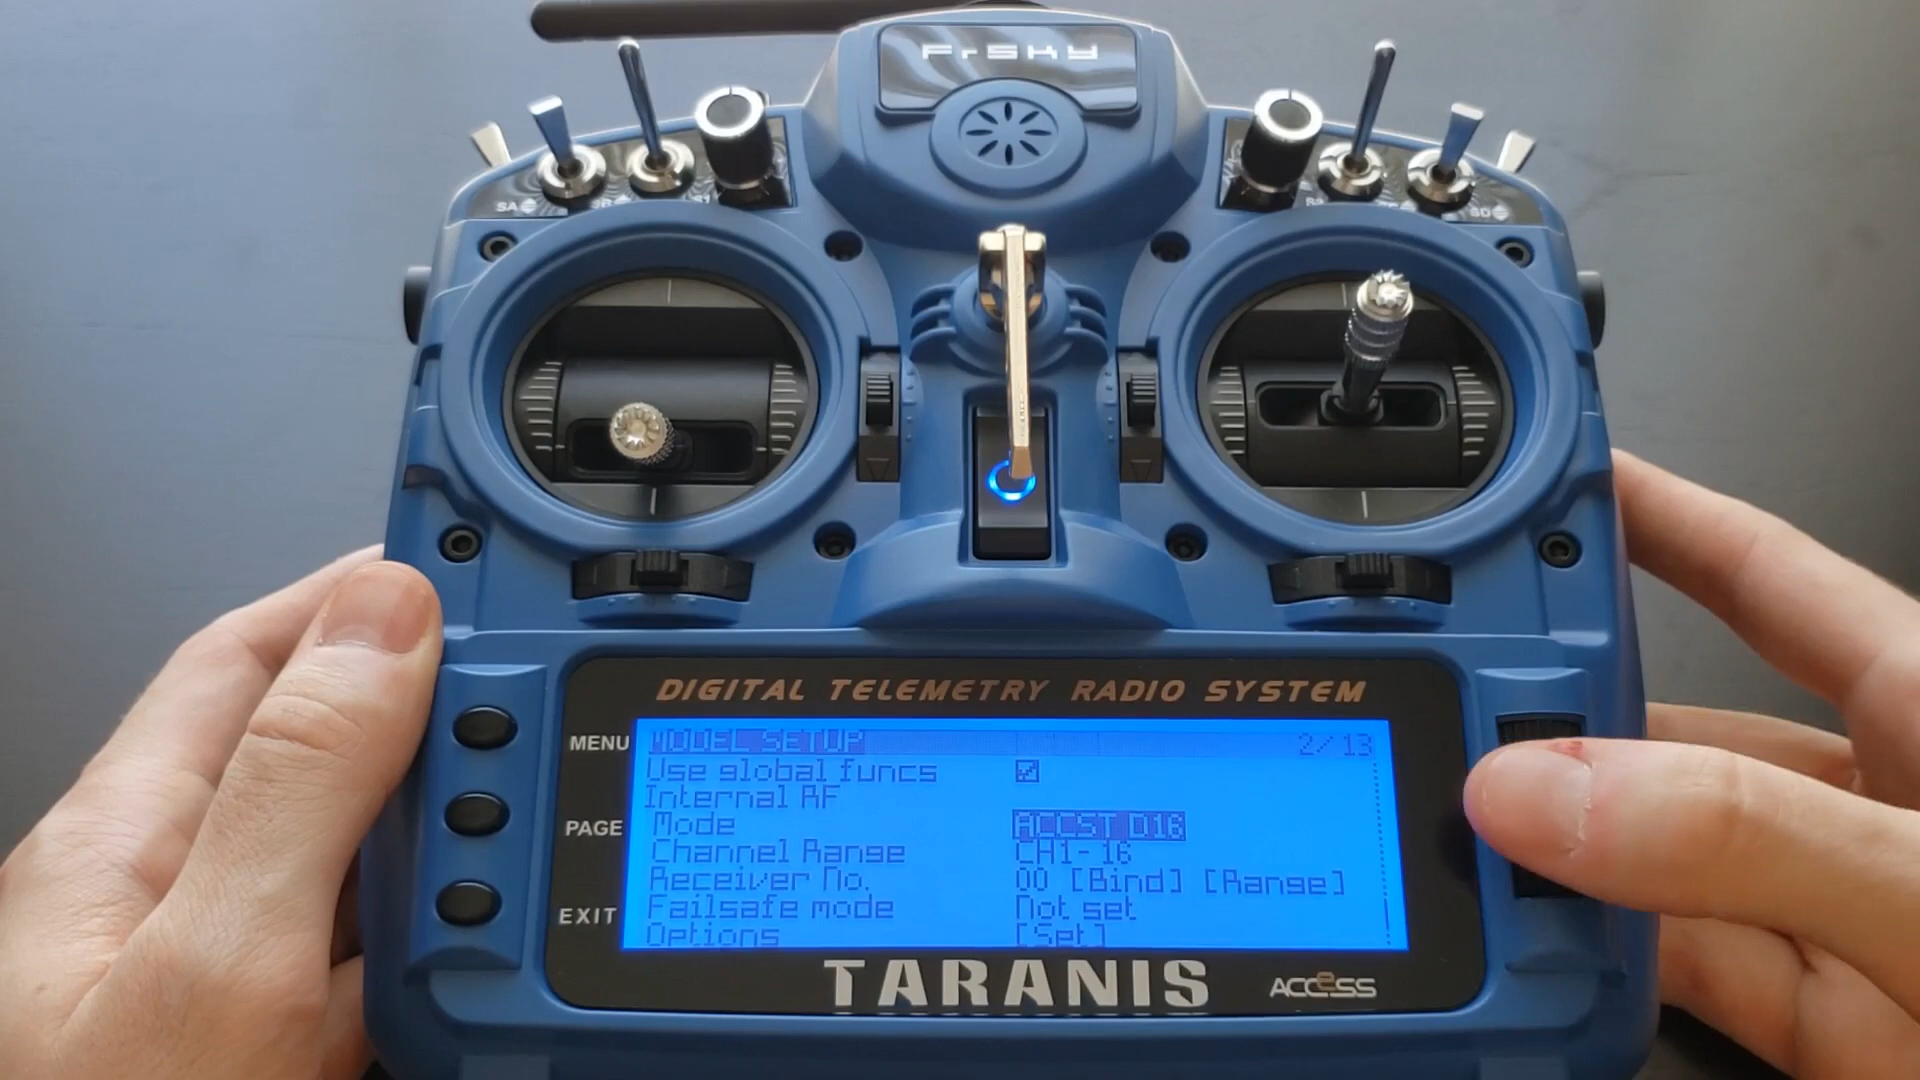 FrSKY
SA
SD
DIGITAL TELEMETRY RADIO SYSTEM
MENU
PAGE
EXIT
MODEL SETUP 2/13
Use global funcs
Internal RF
Mode ACCST D16
Channel Range CH1-16
Receiver No. 00 [Bind] [Range]
Failsafe mode Not set
Options [Set]
TARANIS
ACCeSS